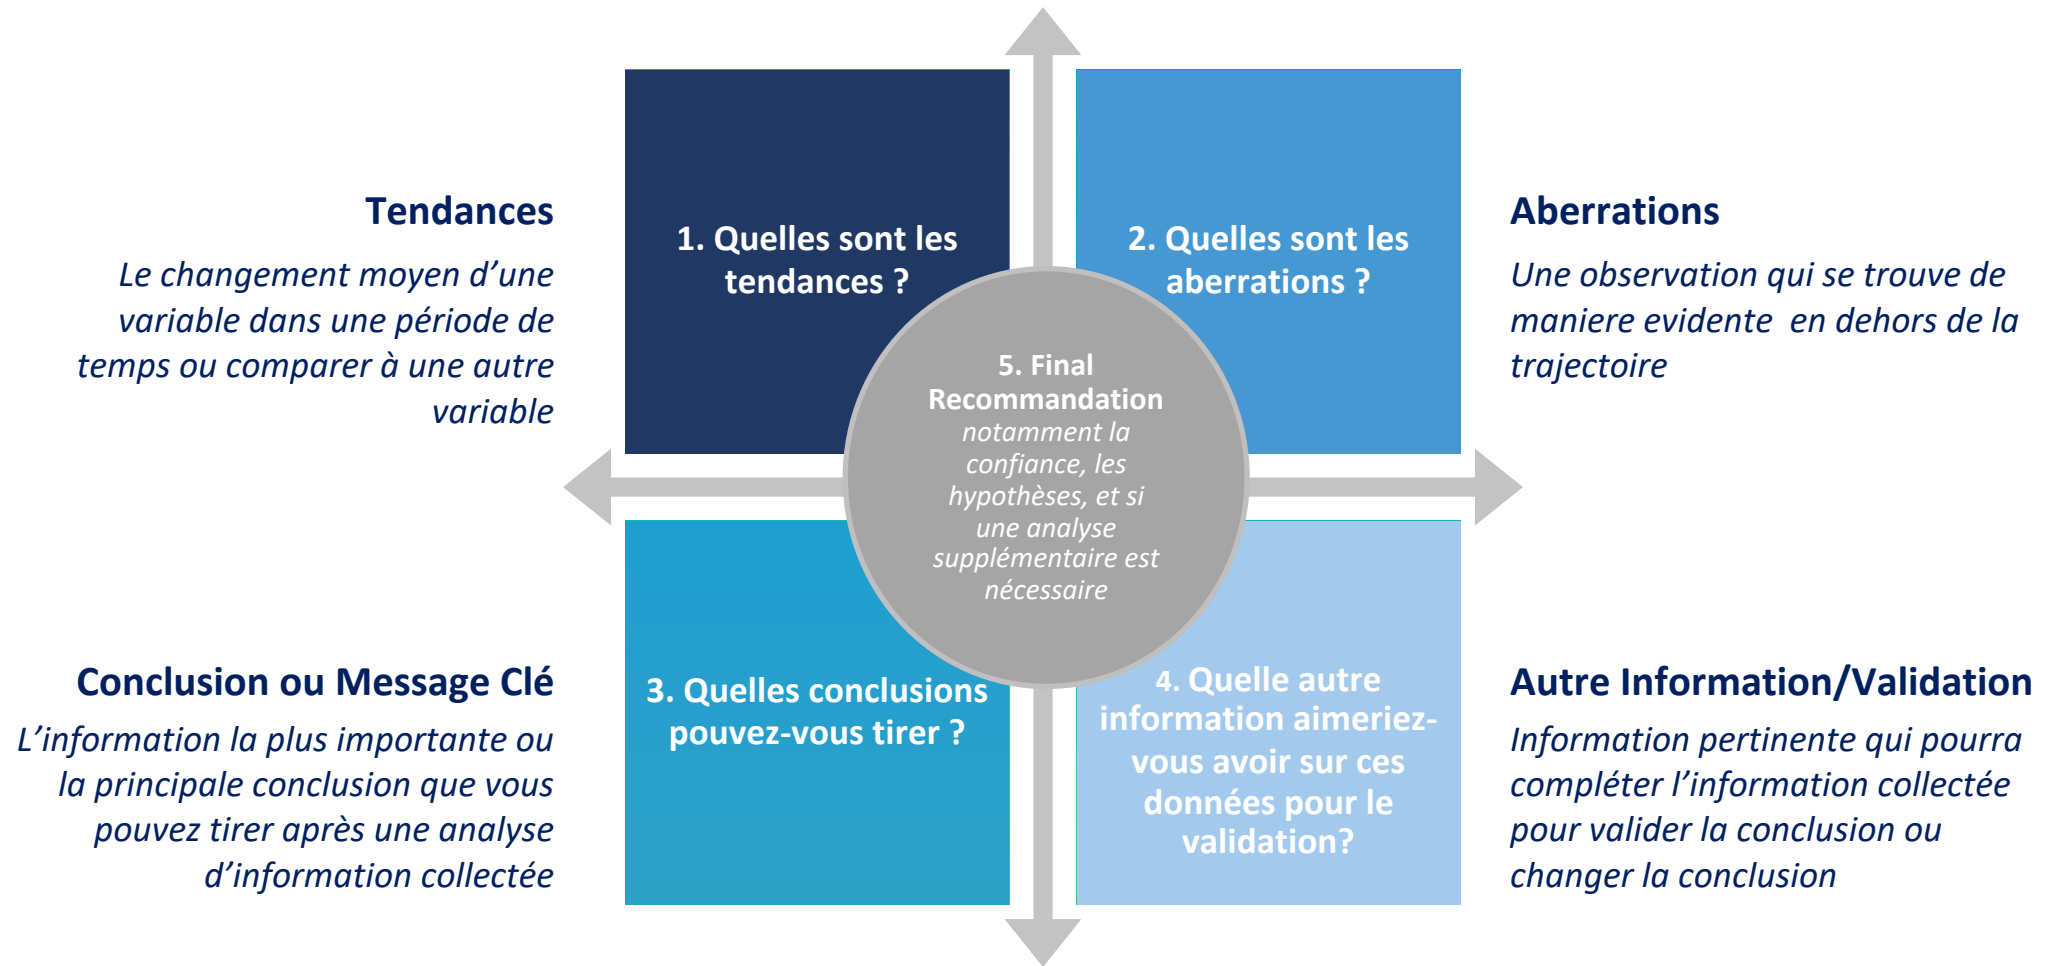 Tendances
Le changement moyen d’une
variable dans une période de
temps ou comparer à une autre
variable
1. Quelles sont les
tendances ?
2. Quelles sont les
aberrations ?
Aberrations
Une observation qui se trouve de
maniere evidente  en dehors de la
trajectoire
5. Final
Recommandation
notamment la
confiance, les
hypothèses, et si
une analyse
supplémentaire est
nécessaire
Conclusion ou Message Clé
L’information la plus importante ou
la principale conclusion que vous
pouvez tirer après une analyse
d’information collectée
3. Quelles conclusions
pouvez-vous tirer ?
4. Quelle autre
information aimeriez-
vous avoir sur ces
données pour le
validation?
Autre Information/Validation
Information pertinente qui pourra
compléter l’information collectée
pour valider la conclusion ou
changer la conclusion